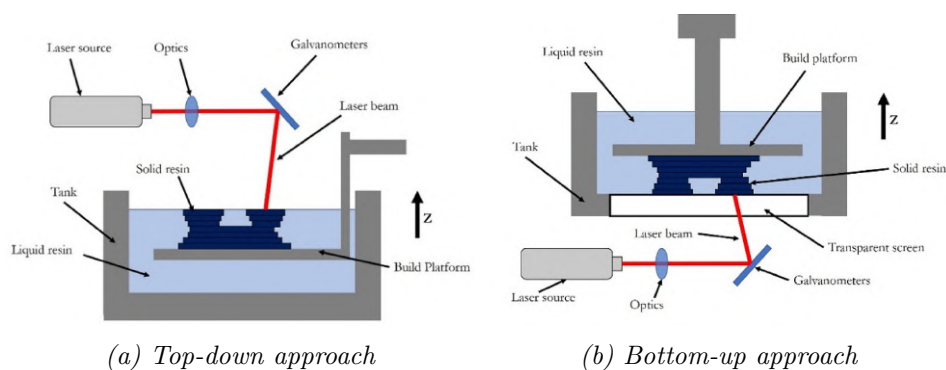 Laser source
Optics
Galvanometers
Laser beam
Solid resin
Tank
Liquid resin
Build Platform
Z
(a) Top-down approach
Liquid resin
Build platform
Z
Tank
Solid resin
Laser beam
Transparent screen
Galvanometers
Laser source
Optics
(b) Bottom-up approach